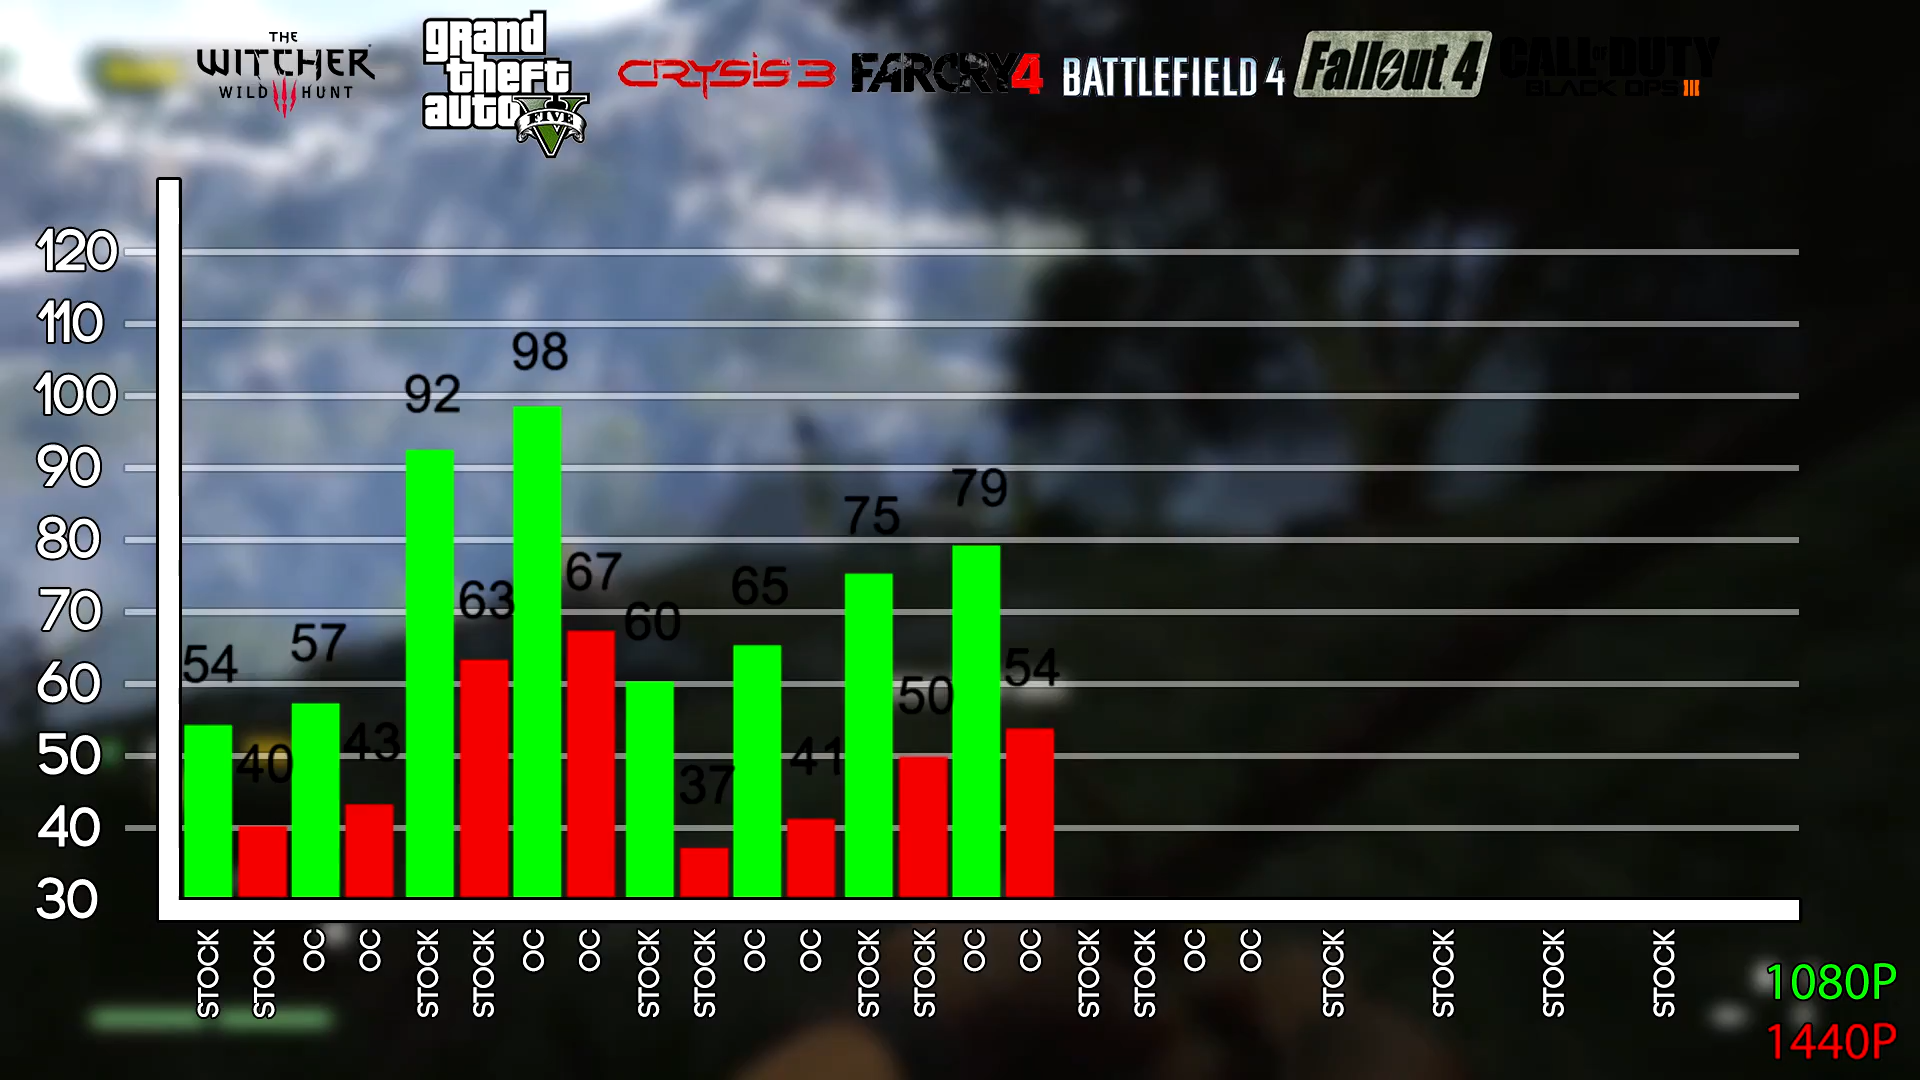 THE
WITCHER
WILD HUNT
grand
theft
auto
FIVE
V
CRYSIS 3
FARCRY4
BATTLEFIELD 4
Fallout 4
CALL OF DUTY
BLACK OPS III
120
110
100
90
80
70
60
50
40
30
54
40
57
43
92
63
98
67
60
37
65
41
75
50
79
54
STOCK
STOCK
OC
OC
STOCK
STOCK
OC
OC
STOCK
STOCK
OC
OC
STOCK
STOCK
OC
OC
STOCK
STOCK
OC
OC
STOCK
STOCK
STOCK
STOCK
1080P
1440P